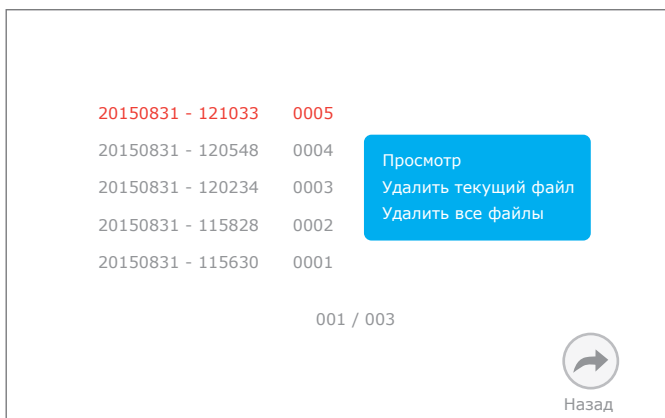 20150831 - 121033 0005
20150831 - 120548 0004
20150831 - 120234 0003
20150831 - 115828 0002
20150831 - 115630 0001
Просмотр
Удалить текущий файл
Удалить все файлы
001 / 003
Назад